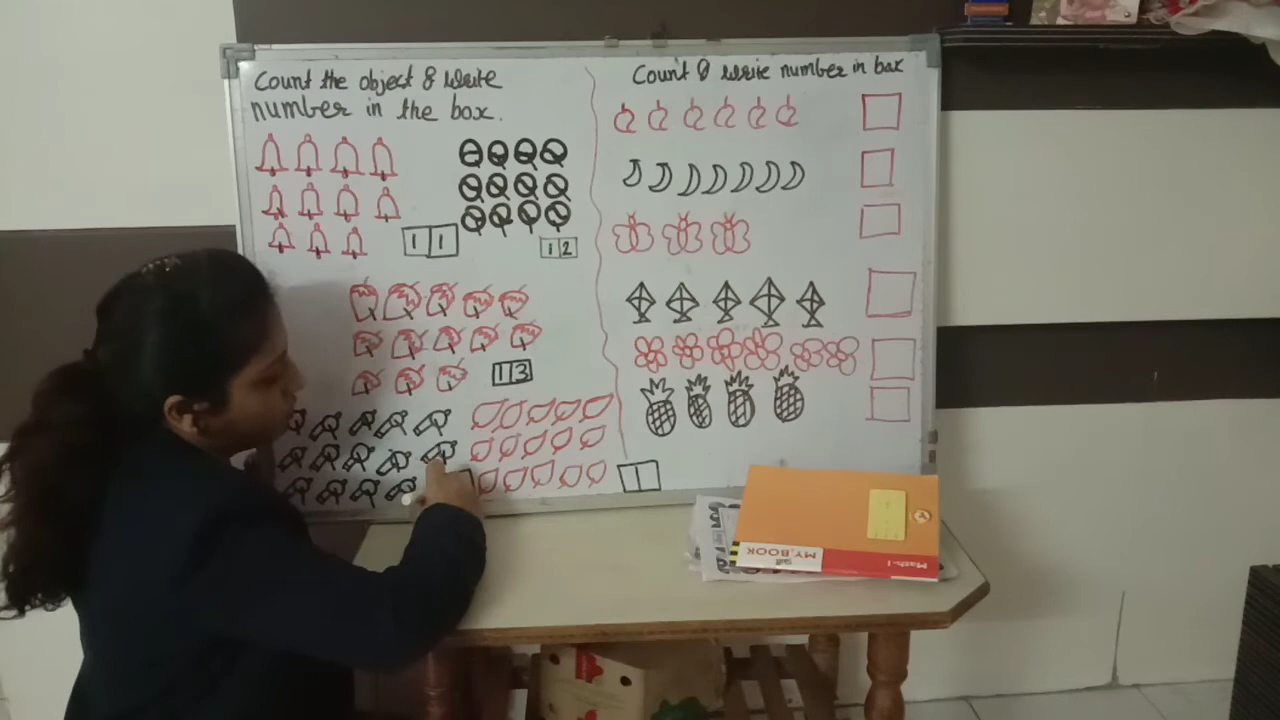 Count the object & write
number in the box.
11
12
13
Count & write number in box
MY BOOK
Math-1